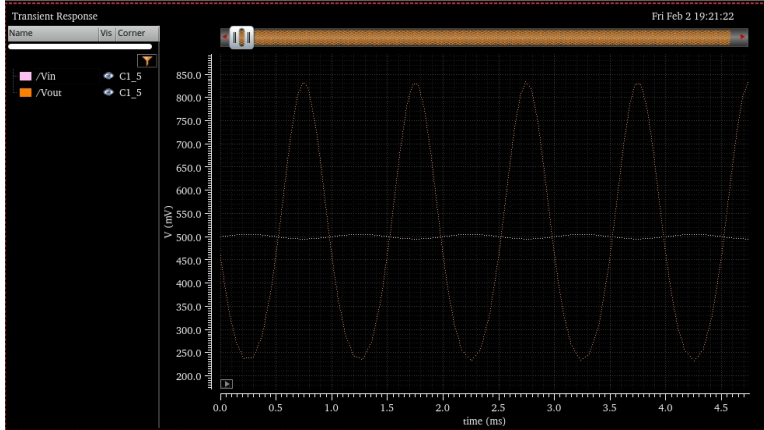 Transient Response
Fri Feb 2 19:21:22
Name Vis Corner
/Vin C1_5
/Vout C1_5
850.0
800.0
750.0
700.0
650.0
600.0
550.0
500.0
450.0
400.0
350.0
300.0
250.0
200.0
V (mV)
0.0 0.5 1.0 1.5 2.0 2.5 3.0 3.5 4.0 4.5
time (ms)